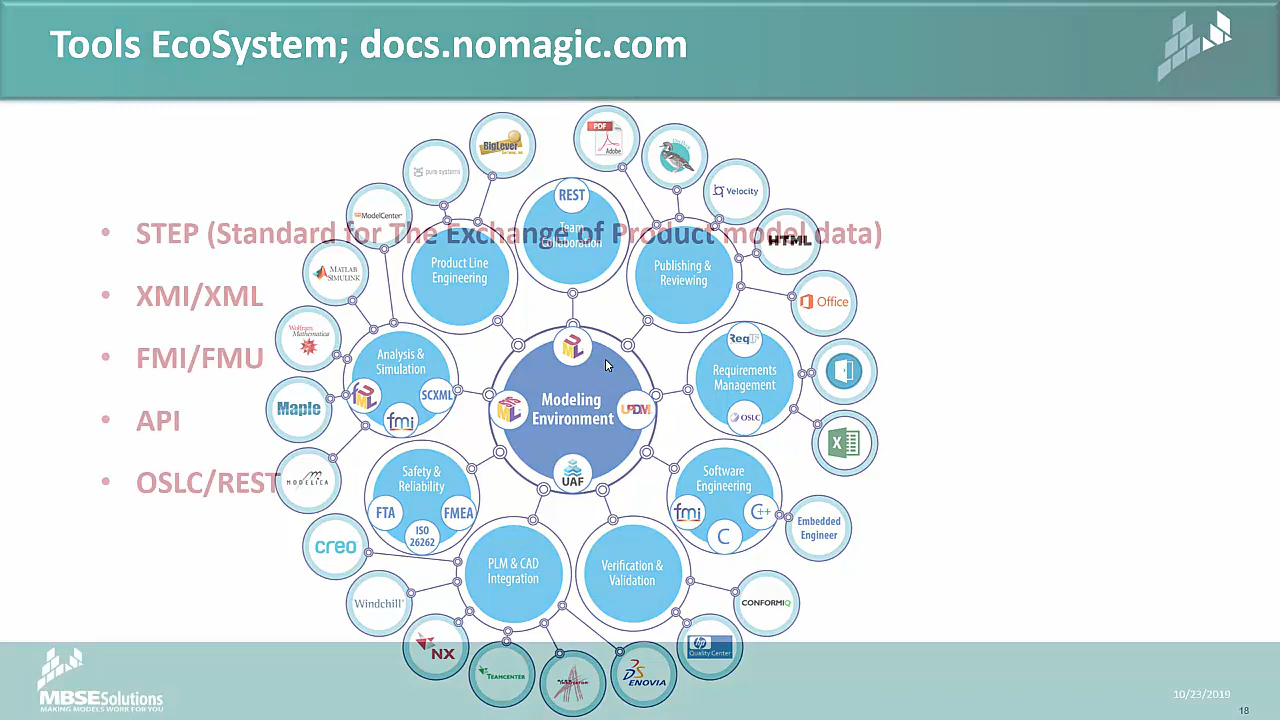 Tools EcoSystem; docs.nomagic.com
BigLever
PDF
Adobe
pure systems
Velocity
ModelCenter
HTML
REST
Team
Collaboration
• STEP (Standard for The Exchange of Product model data)
Product Line
Engineering
Publishing &
Reviewing
MATLAB
SIMULINK
• XMI/XML
Office
Wolfram
Mathematica
ReqIF
UML
• FMI/FMU
Analysis &
Simulation
Requirements
Management
SCXML
fmi
Maple
Modeling
Environment
UPDM
OSLC
• API
UAF
• OSLC/REST
MODELICA
Safety &
Reliability
Software
Engineering
FTA
FMEA
ISO
26262
fmi
C
C++
Embedded
Engineer
creo
PLM & CAD
Integration
Verification &
Validation
Windchill
CONFORMIQ
NX
hp
Quality Center
TEAMCENTER
ENOVIA
MBSESolutions
MAKING MODELS WORK FOR YOU
10/23/2019
18